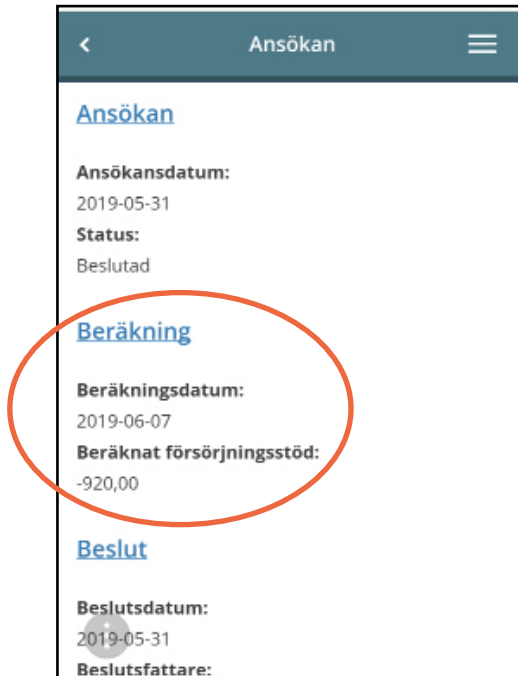 Ansökan
Ansökan
Ansökansdatum:
2019-05-31
Status:
Beslutad
Beräkning
Beräkningsdatum:
2019-06-07
Beräknat försörjningsstöd:
-920,00
Beslut
Beslutsdatum:
2019-05-31
Beslutsfattare: